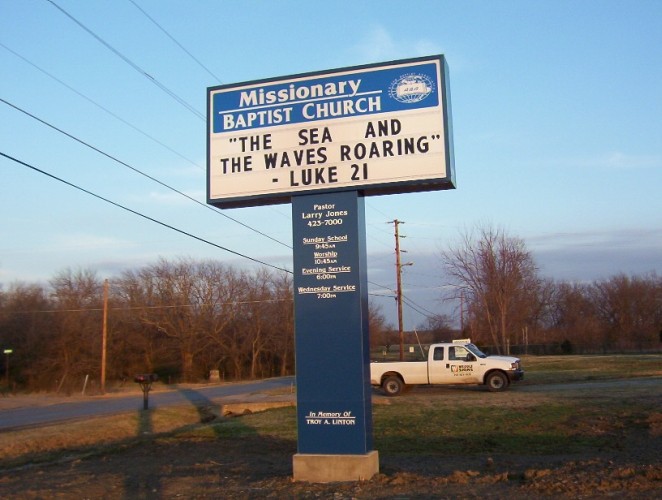 Missionary
BAPTIST CHURCH
"THE SEA AND
THE WAVES ROARING"
- LUKE 21
Pastor
Larry Jones
423-7000
Sunday School
9:45AM
Worship
10:45AM
Evening Service
6:00PM
Wednesday Service
7:00PM
In Memory Of
TROY A. LINTON